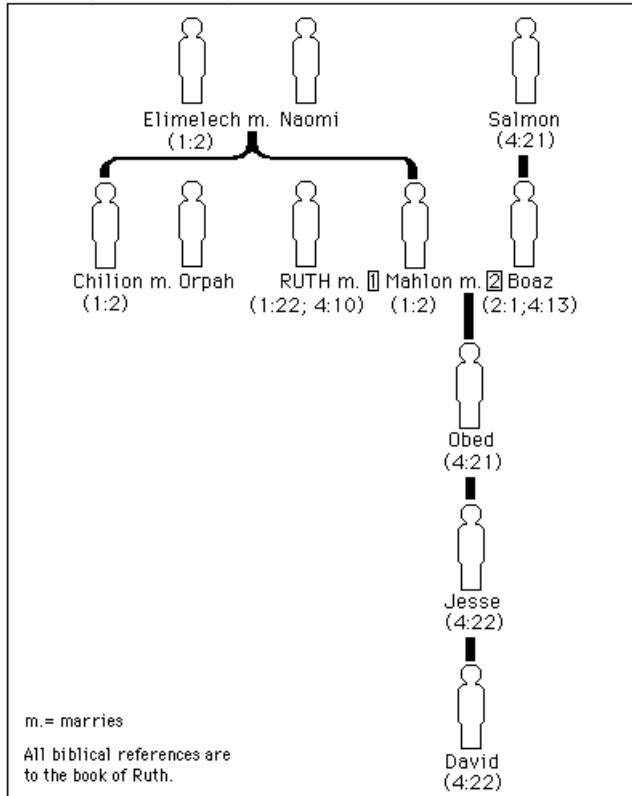 Elimelech m. Naomi
(1:2)
Salmon
(4:21)
Chilion m. Orpah
(1:2)
RUTH m. 1 Mahlon m. 2 Boaz
(1:22; 4:10) (1:2) (2:1;4:13)
Obed
(4:21)
Jesse
(4:22)
David
(4:22)
m.= marries
All biblical references are
to the book of Ruth.